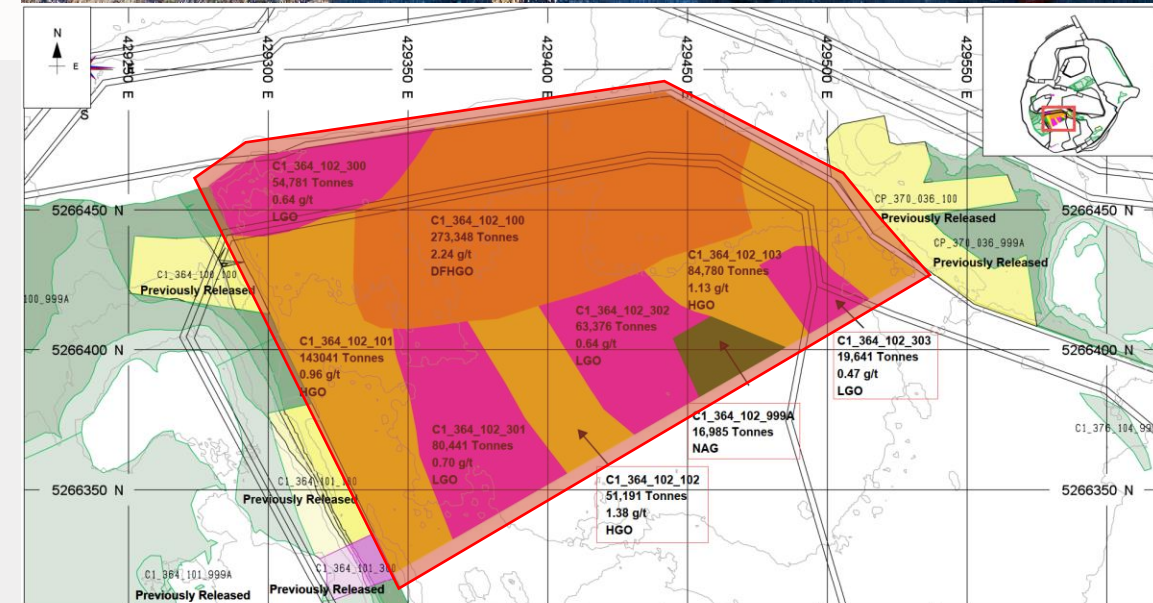 N
E
S
429250 E
429300 E
429350 E
429400 E
429450 E
429500 E
429550 E
5266450 N
5266450 N
5266400 N
5266400 N
5266350 N
5266350 N
C1_364_102_300
54,781 Tonnes
0.64 g/t
LGO
C1_364_102_100
273,348 Tonnes
2.24 g/t
DFHGO
CP_370_036_100
Previously Released
CP_370_036_999A
Previously Released
C1_364_102_103
84,780 Tonnes
1.13 g/t
HGO
C1_364_100_100
Previously Released
100_999A
C1_364_102_302
63,376 Tonnes
0.64 g/t
LGO
C1_364_102_101
143041 Tonnes
0.96 g/t
HGO
C1_364_102_303
19,641 Tonnes
0.47 g/t
LGO
C1_364_102_999A
16,985 Tonnes
NAG
C1_364_102_301
80,441 Tonnes
0.70 g/t
LGO
C1_364_102_102
51,191 Tonnes
1.38 g/t
HGO
Previously Released
C1_364_101_999A
Previously Released
Previously Released